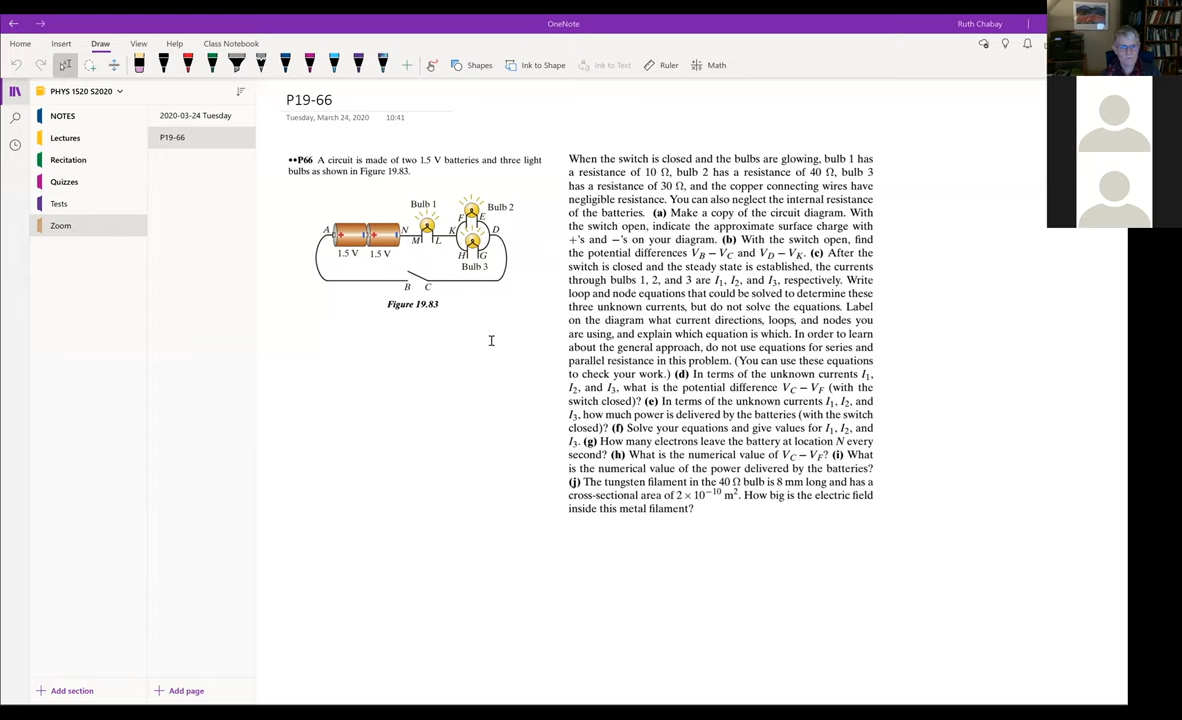 OneNote
Ruth Chabay
Home Insert Draw View Help Class Notebook
Shapes Ink to Shape Ink to Text Ruler Math
PHYS 1520 S2020
NOTES
Lectures
Recitation
Quizzes
Tests
Zoom
Add section
2020-03-24 Tuesday
P19-66
Add page
P19-66
Tuesday, March 24, 2020 10:41
••P66 A circuit is made of two 1.5 V batteries and three light
bulbs as shown in Figure 19.83.
Bulb 1
Bulb 2
F E
A N K D
M L
1.5 V 1.5 V
H G
Bulb 3
B C
Figure 19.83
When the switch is closed and the bulbs are glowing, bulb 1 has
a resistance of 10 Ω, bulb 2 has a resistance of 40 Ω, bulb 3
has a resistance of 30 Ω, and the copper connecting wires have
negligible resistance. You can also neglect the internal resistance
of the batteries. (a) Make a copy of the circuit diagram. With
the switch open, indicate the approximate surface charge with
+'s and −'s on your diagram. (b) With the switch open, find
the potential differences V_B − V_C and V_D − V_K. (c) After the
switch is closed and the steady state is established, the currents
through bulbs 1, 2, and 3 are I₁, I₂, and I₃, respectively. Write
loop and node equations that could be solved to determine these
three unknown currents, but do not solve the equations. Label
on the diagram what current directions, loops, and nodes you
are using, and explain which equation is which. In order to learn
about the general approach, do not use equations for series and
parallel resistance in this problem. (You can use these equations
to check your work.) (d) In terms of the unknown currents I₁,
I₂, and I₃, what is the potential difference V_C − V_F (with the
switch closed)? (e) In terms of the unknown currents I₁, I₂, and
I₃, how much power is delivered by the batteries (with the switch
closed)? (f) Solve your equations and give values for I₁, I₂, and
I₃. (g) How many electrons leave the battery at location N every
second? (h) What is the numerical value of V_C − V_F? (i) What
is the numerical value of the power delivered by the batteries?
(j) The tungsten filament in the 40 Ω bulb is 8 mm long and has a
cross-sectional area of 2 × 10⁻¹⁰ m². How big is the electric field
inside this metal filament?